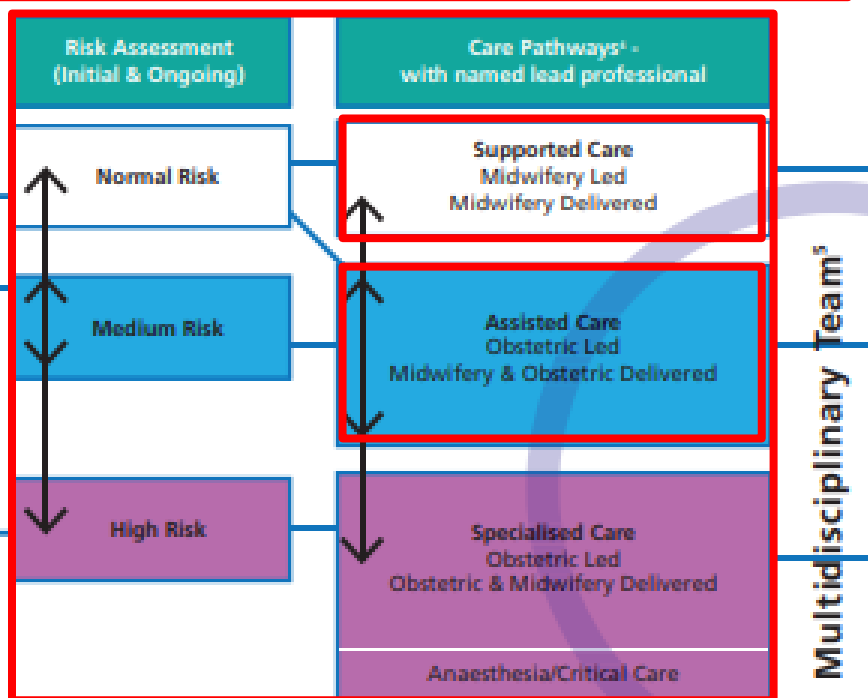 Risk Assessment
(Initial & Ongoing)
Care Pathways⁴ -
with named lead professional
Normal Risk
Supported Care
Midwifery Led
Midwifery Delivered
Medium Risk
Assisted Care
Obstetric Led
Midwifery & Obstetric Delivered
High Risk
Specialised Care
Obstetric Led
Obstetric & Midwifery Delivered
Anaesthesia/Critical Care
Multidisciplinary Team⁵